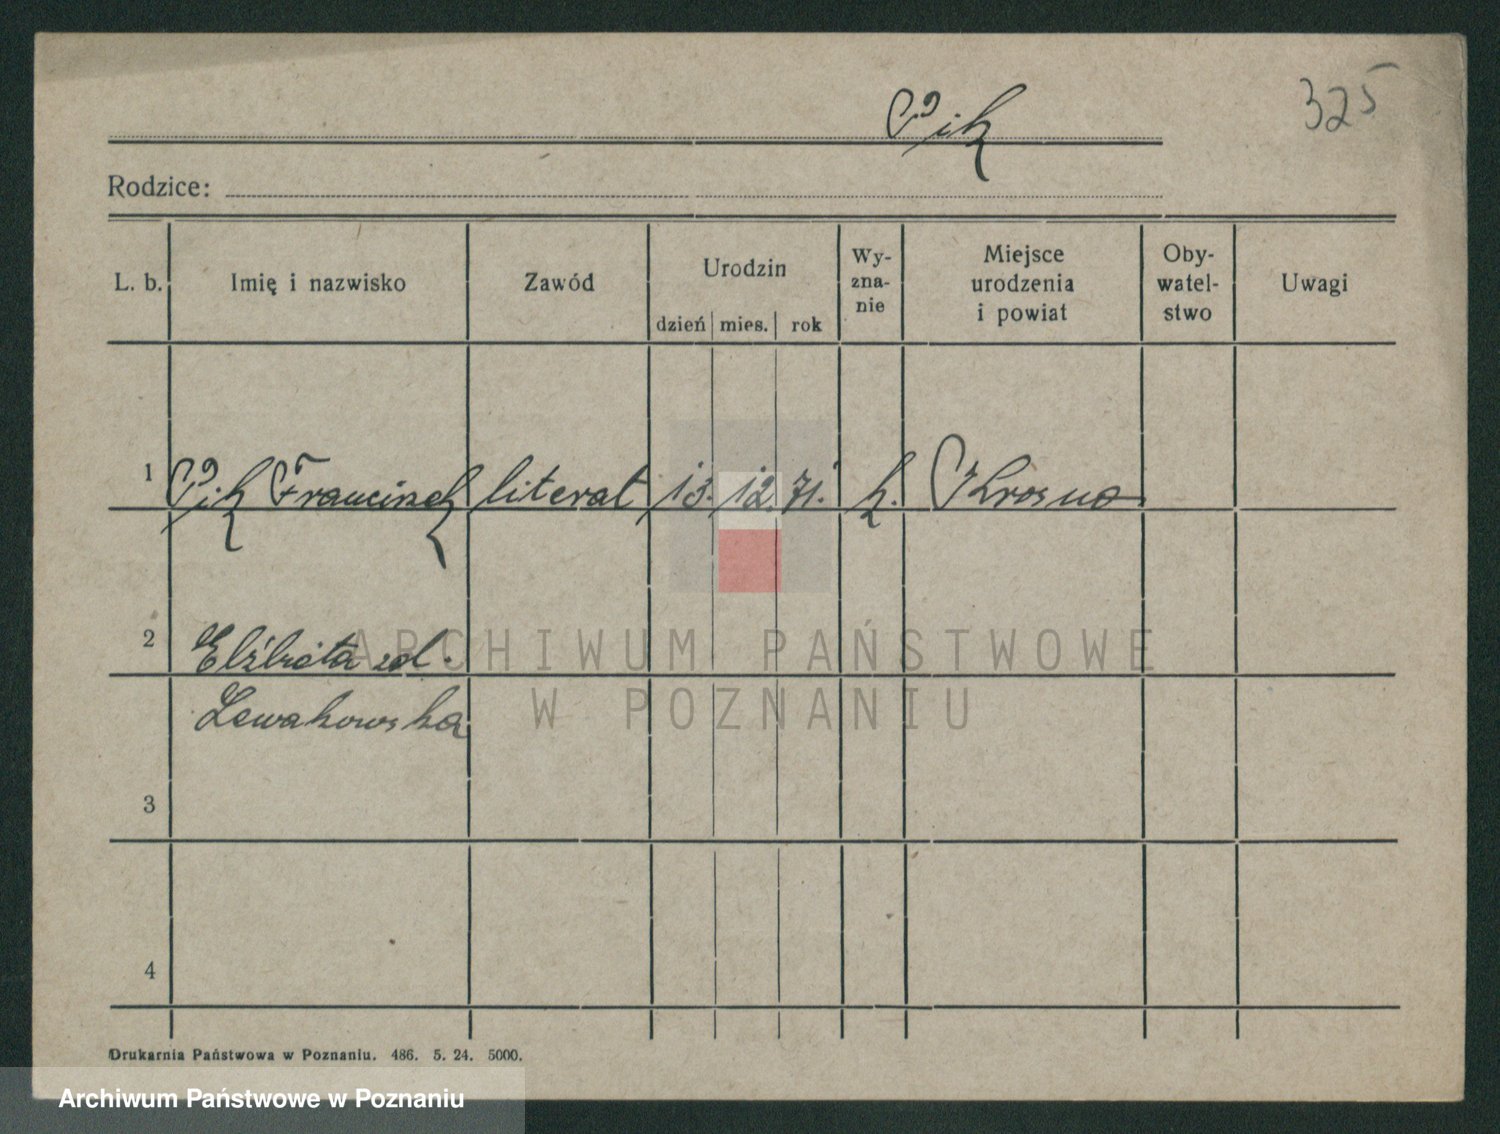 325
Pik
Rodzice:
L. b. Imię i nazwisko Zawód Urodzin dzień mies. rok Wy-zna-nie Miejsce urodzenia i powiat Oby-watel-stwo Uwagi
1 Pik Franciszek literat 13. 12. 71. k. Krosno
2 Elżbieta zd.
Lewakowska
3
4
Drukarnia Państwowa w Poznaniu. 486. 5. 24. 5000.
ARCHIWUM PAŃSTWOWE
W POZNANIU
Archiwum Państwowe w Poznaniu